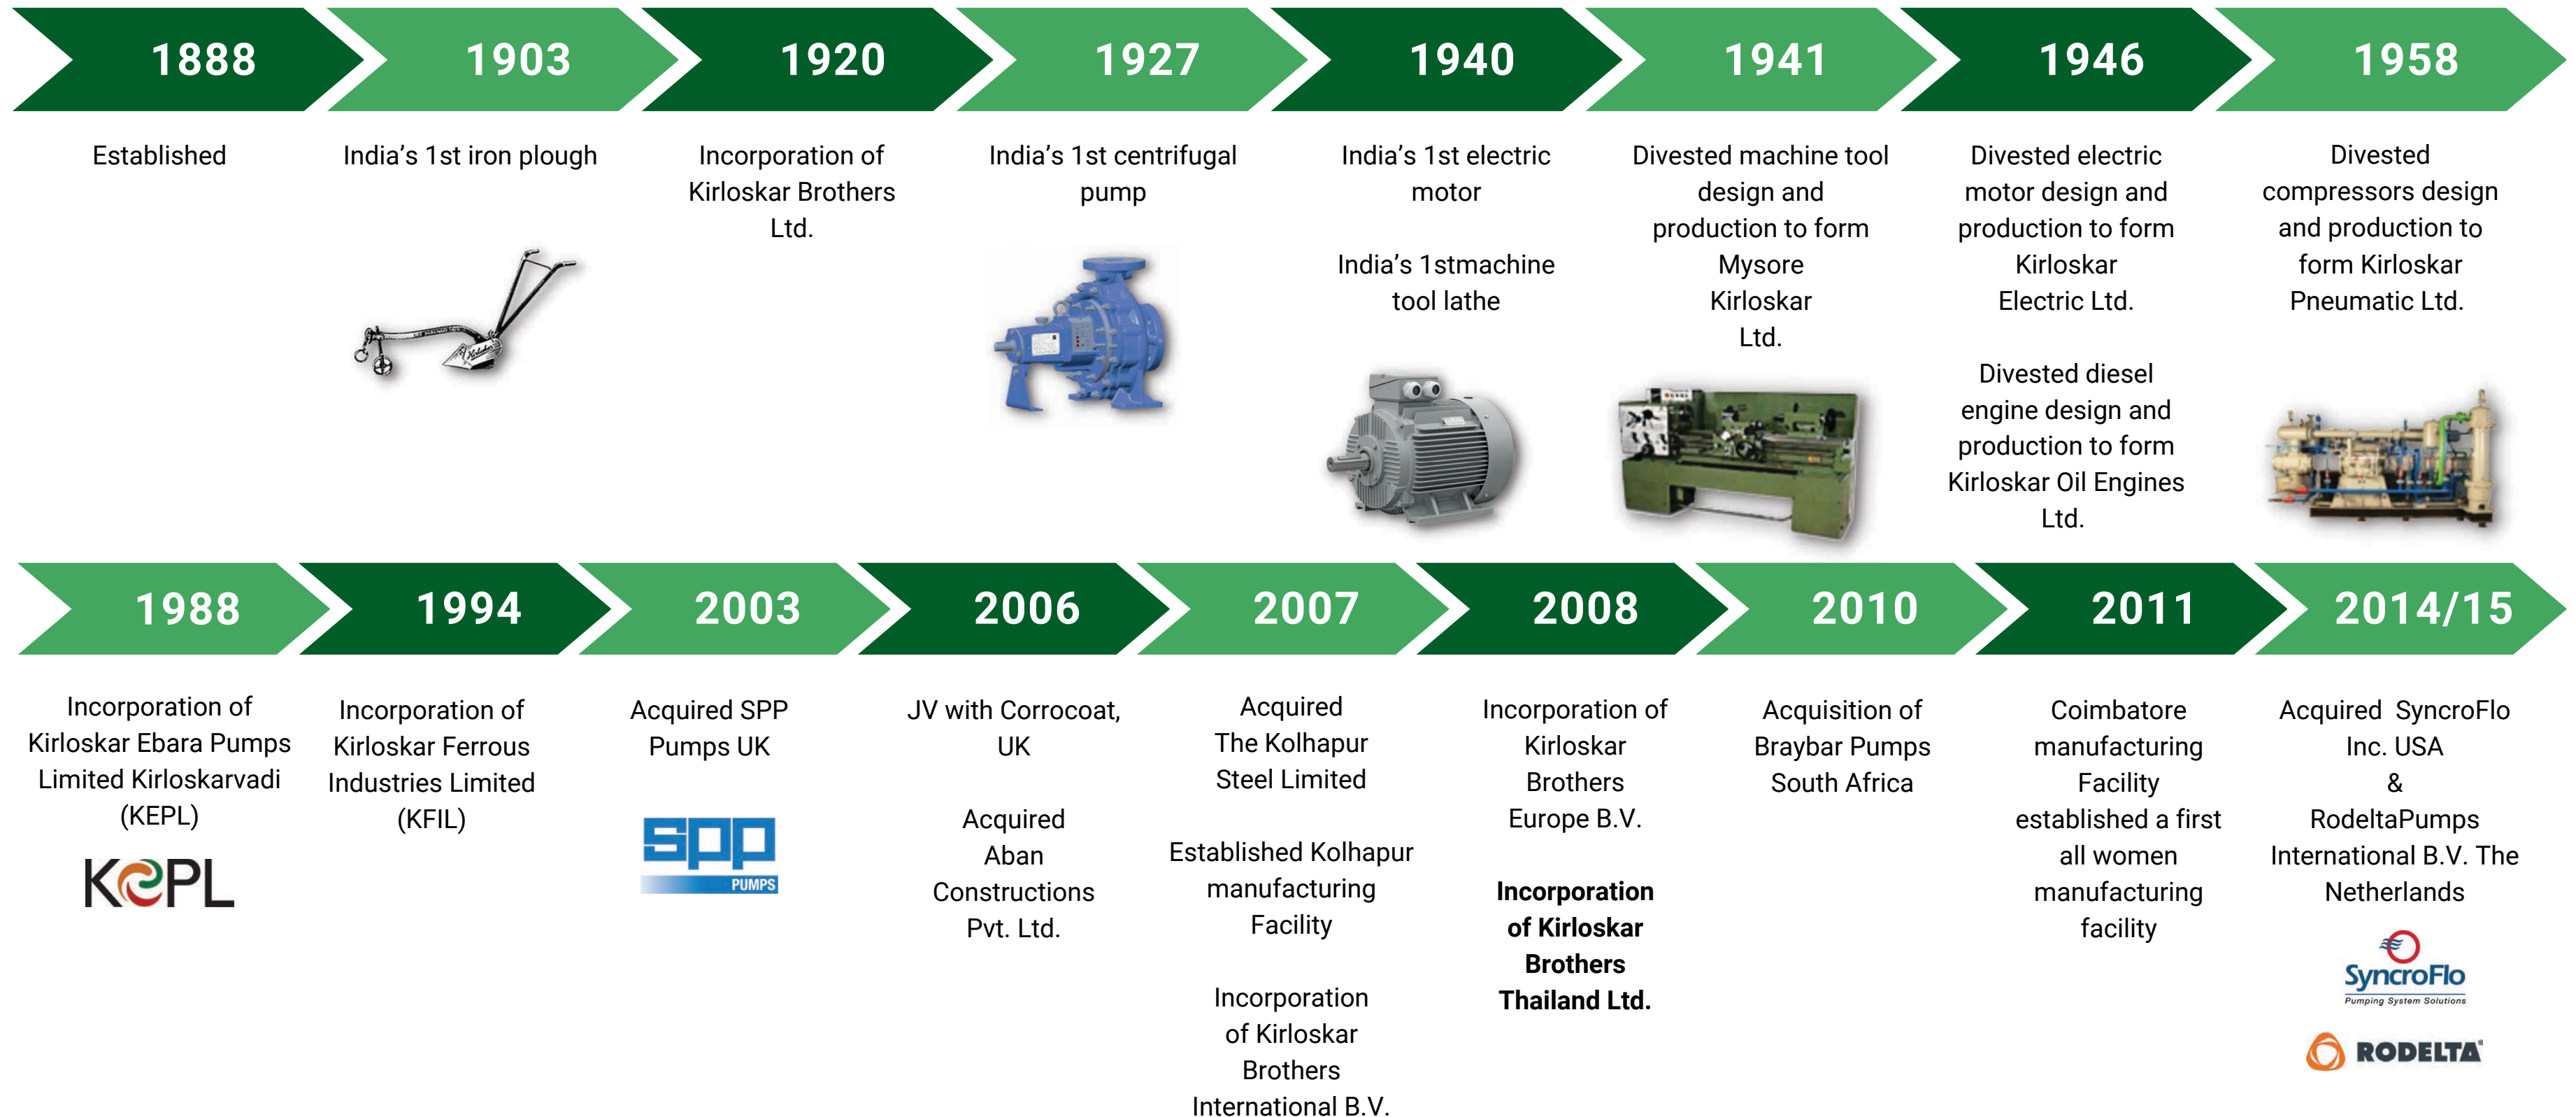 1888
1903
1920
1927
1940
1941
1946
1958
Established
India’s 1st iron plough
Incorporation of
Kirloskar Brothers
Ltd.
India’s 1st centrifugal
pump
India’s 1st electric
motor
India’s 1stmachine
tool lathe
Divested machine tool
design and
production to form
Mysore
Kirloskar
Ltd.
Divested electric
motor design and
production to form
Kirloskar
Electric Ltd.
Divested diesel
engine design and
production to form
Kirloskar Oil Engines
Ltd.
Divested
compressors design
and production to
form Kirloskar
Pneumatic Ltd.
Kirloskar
1988
1994
2003
2006
2007
2008
2010
2011
2014/15
Incorporation of
Kirloskar Ebara Pumps
Limited Kirloskarvadi
(KEPL)
KePL
Incorporation of
Kirloskar Ferrous
Industries Limited
(KFIL)
Acquired SPP
Pumps UK
spp
PUMPS
JV with Corrocoat,
UK
Acquired
Aban
Constructions
Pvt. Ltd.
Acquired
The Kolhapur
Steel Limited
Established Kolhapur
manufacturing
Facility
Incorporation
of Kirloskar
Brothers
International B.V.
Incorporation of
Kirloskar
Brothers
Europe B.V.
Incorporation
of Kirloskar
Brothers
Thailand Ltd.
Acquisition of
Braybar Pumps
South Africa
Coimbatore
manufacturing
Facility
established a first
all women
manufacturing
facility
Acquired SyncroFlo
Inc. USA
&
RodeltaPumps
International B.V. The
Netherlands
SyncroFlo
Pumping System Solutions
RODELTA